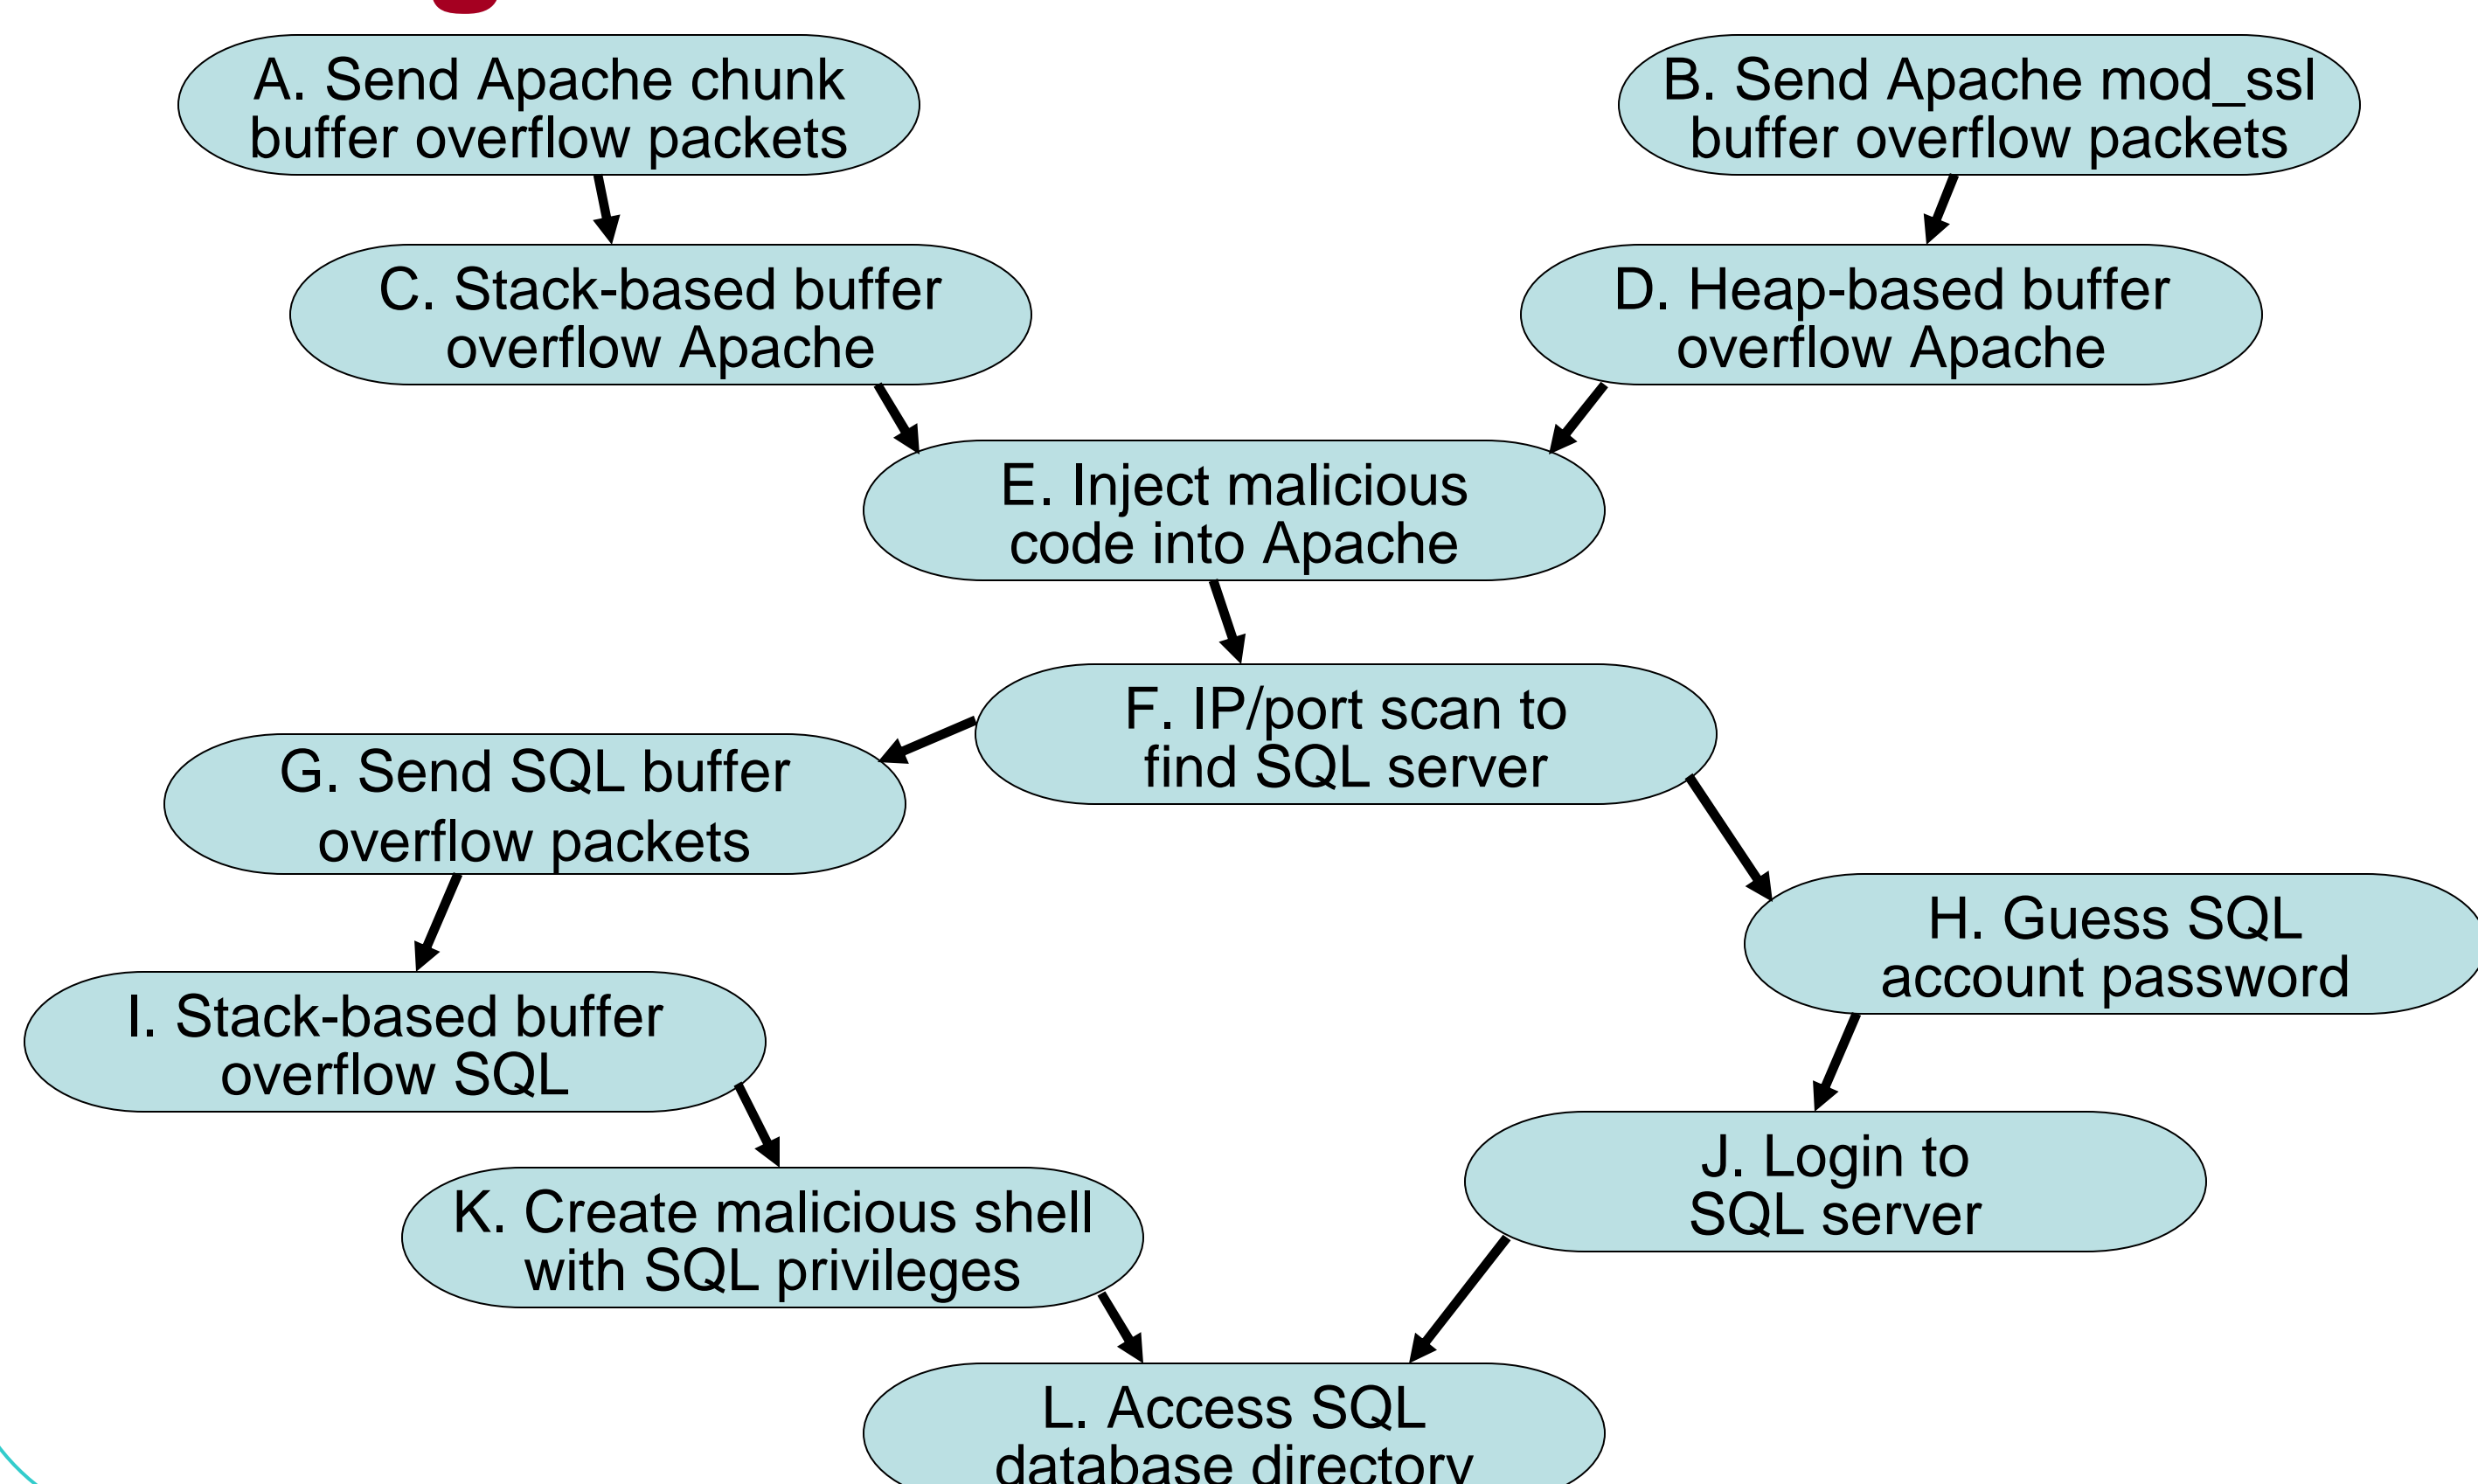 A. Send Apache chunk
buffer overflow packets
B. Send Apache mod_ssl
buffer overflow packets
C. Stack-based buffer
overflow Apache
D. Heap-based buffer
overflow Apache
E. Inject malicious
code into Apache
F. IP/port scan to
find SQL server
G. Send SQL buffer
overflow packets
H. Guess SQL
account password
I. Stack-based buffer
overflow SQL
J. Login to
SQL server
K. Create malicious shell
with SQL privileges
L. Access SQL
database directory